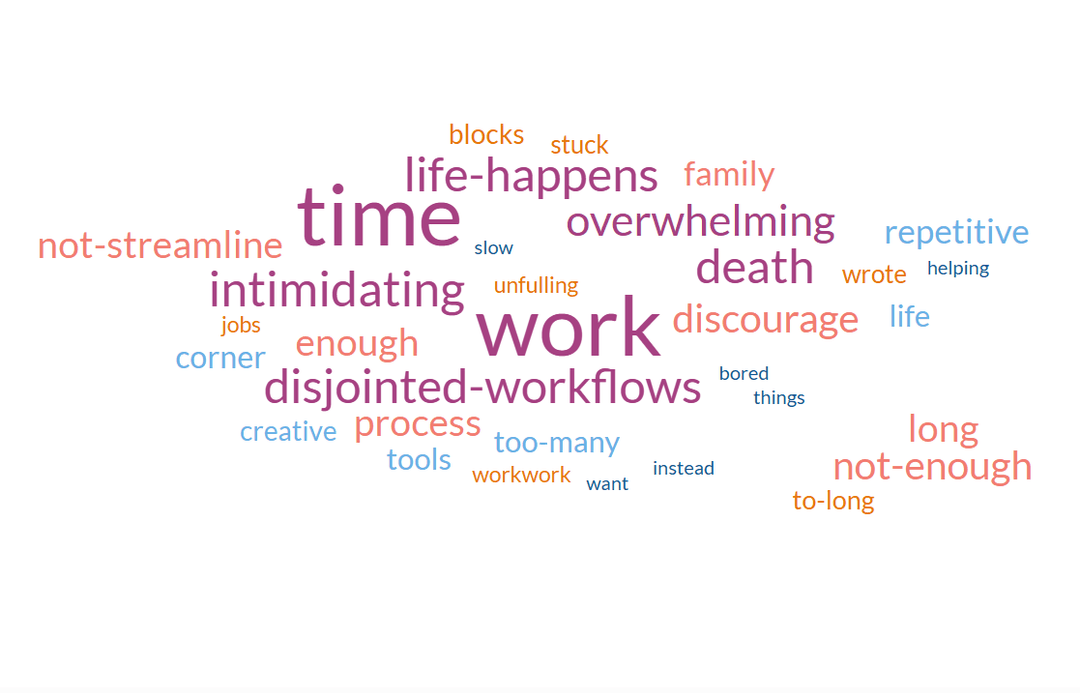 blocks
stuck
life-happens
family
time
overwhelming
not-streamline
slow
repetitive
death
wrote
helping
intimidating
unfulling
jobs
work
discourage
life
corner
enough
disjointed-workflows
bored
things
creative
process
too-many
long
tools
workwork
want
instead
not-enough
to-long